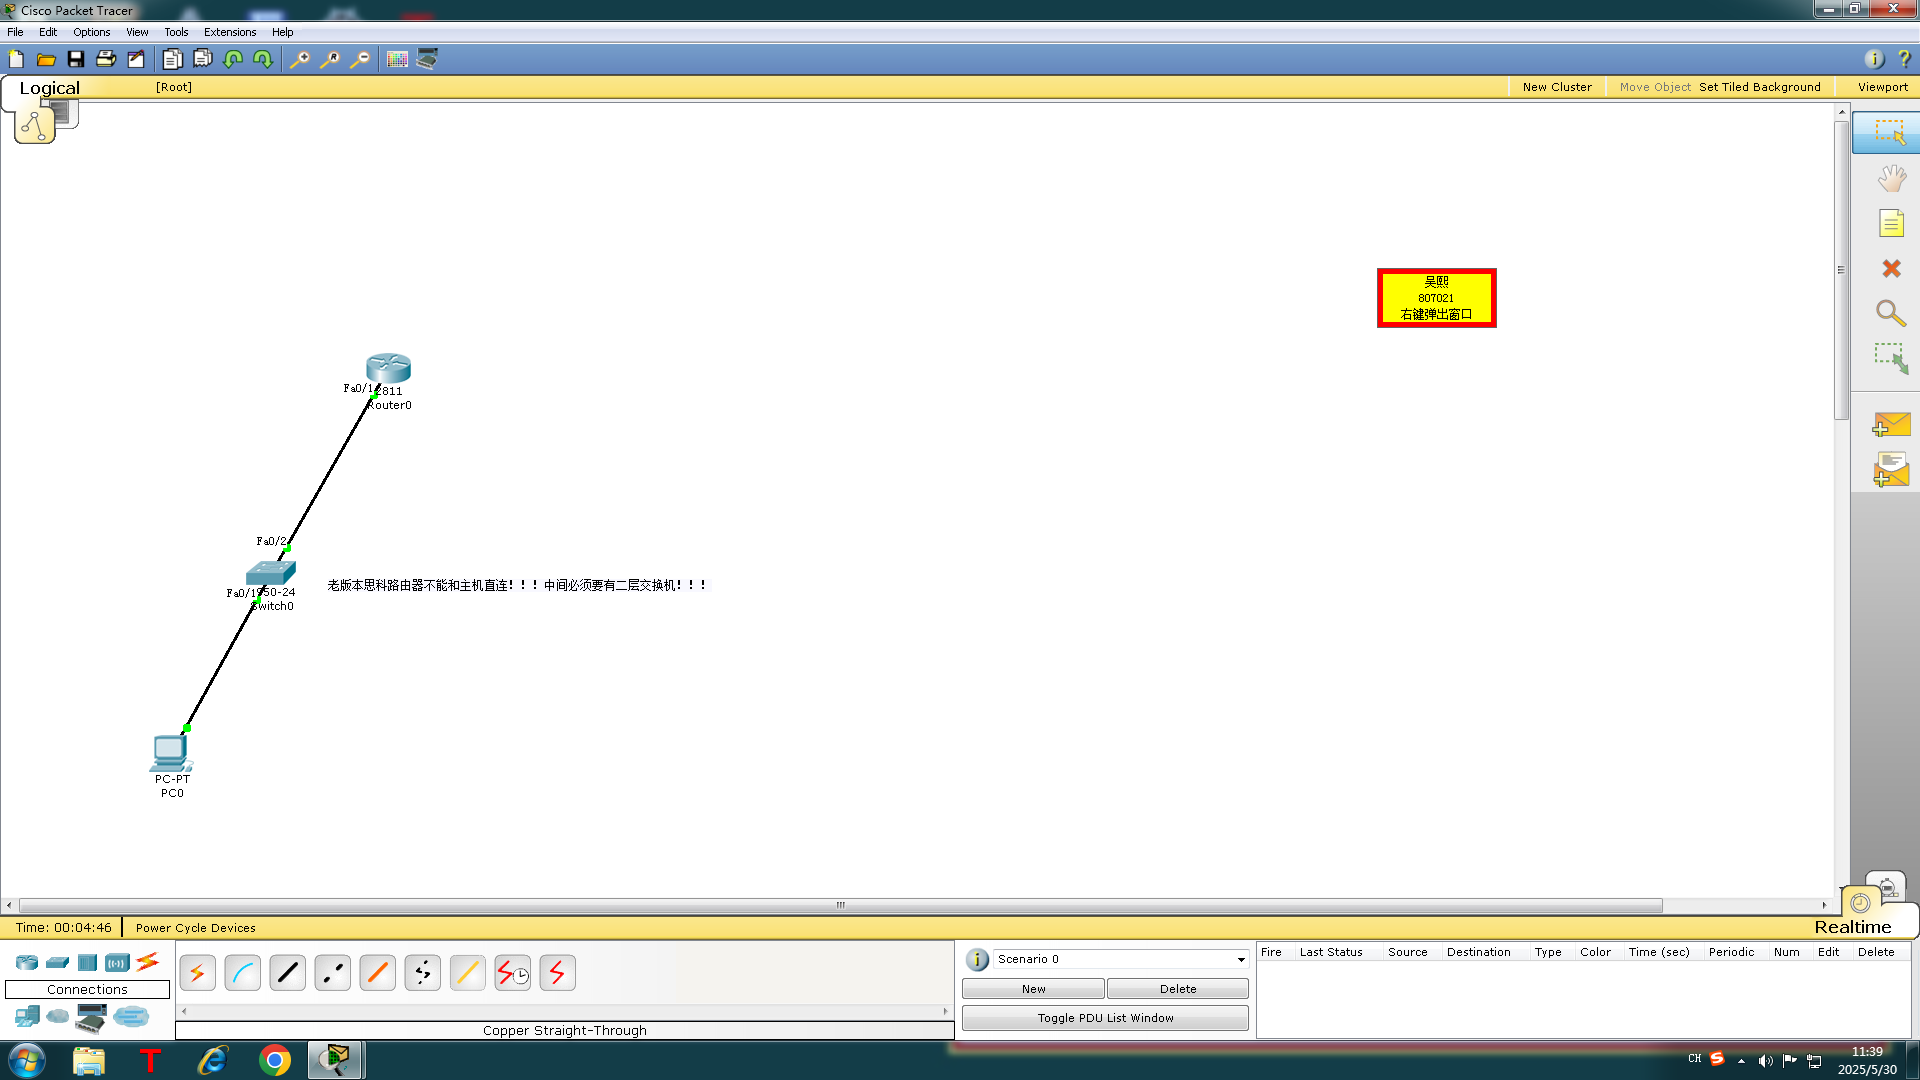 Cisco Packet Tracer
File Edit Options View Tools Extensions Help
Logical
[Root]
New Cluster
Move Object
Set Tiled Background
Viewport
吴熙
807021
右键弹出窗口
Fa0/1
2811
Router0
Fa0/2
老版本思科路由器不能和主机直连！！！中间必须要有二层交换机！！！
Fa0/1
950-24
Switch0
PC-PT
PC0
Time: 00:04:46
Power Cycle Devices
Realtime
Connections
Copper Straight-Through
Scenario 0
New
Delete
Toggle PDU List Window
Fire Last Status Source Destination Type Color Time (sec) Periodic Num Edit Delete
CH
11:39
2025/5/30